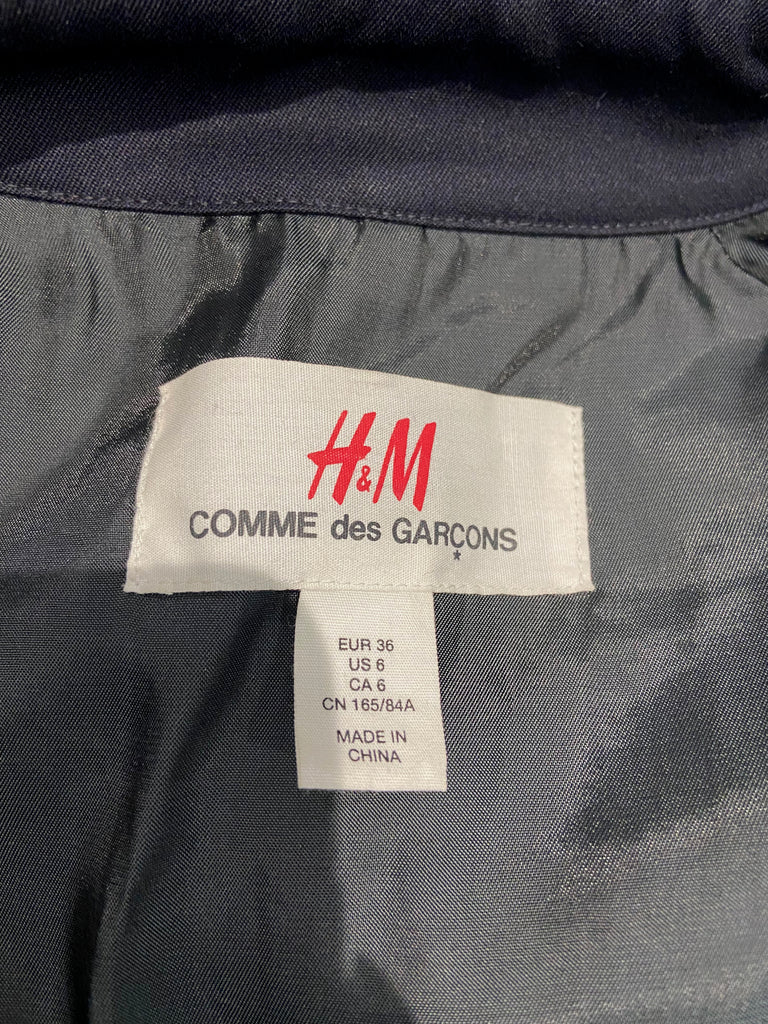 H&M
COMME des GARÇONS
*
EUR 36
US 6
CA 6
CN 165/84A
MADE IN
CHINA